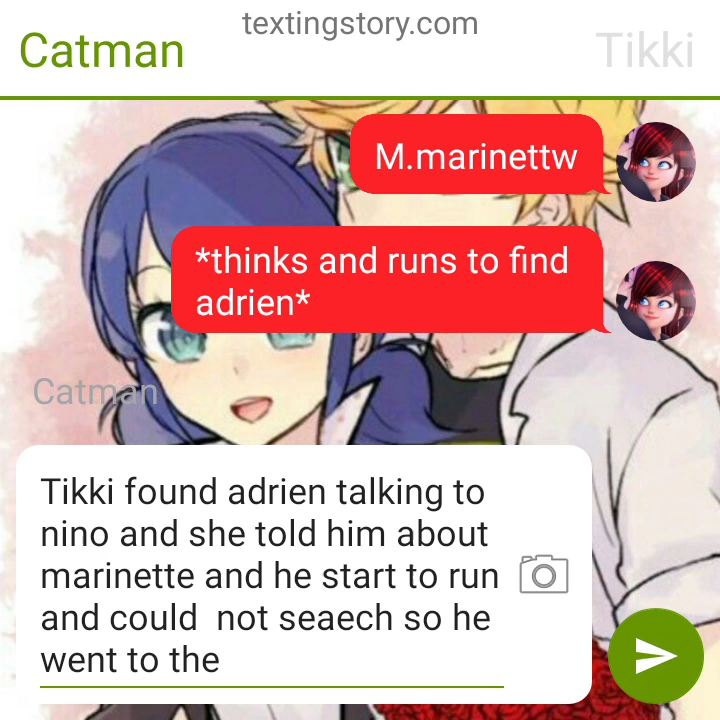 textingstory.com
Catman
Tikki
M.marinettw
*thinks and runs to find
adrien*
Catman
Tikki found adrien talking to
nino and she told him about
marinette and he start to run
and could  not seaech so he
went to the